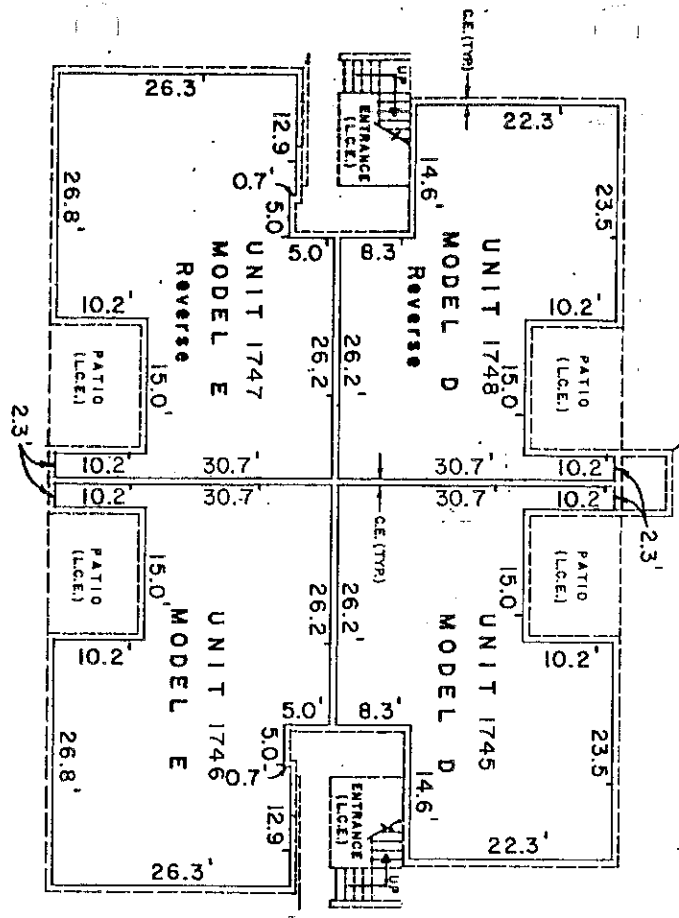 C.E. (TYP.)
26.3'
UP
ENTRANCE
(L.C.E.)
22.3'
12.9
0.7'
5.0
14.6'
26.8'
23.5'
5.0'
8.3'
UNIT 1747
MODEL E
Reverse
UNIT 1748
MODEL D
Reverse
10.2'
10.2'
PATIO
(L.C.E.)
15.0'
26.2
26.2'
15.0'
PATIO
(L.C.E.)
2.3'
10.2'
30.7'
30.7'
10.2'
10.2'
30.7'
30.7'
10.2'
2.3'
C.E. (TYP.)
PATIO
(L.C.E.)
15.0'
26.2
26.2'
15.0'
PATIO
(L.C.E.)
10.2'
10.2'
UNIT 1746
MODEL E
UNIT 1745
MODEL D
5.0'
8.3'
5.0
0.7'
26.8'
12.9
14.6'
23.5'
ENTRANCE
(L.C.E.)
UP
22.3'
26.3'